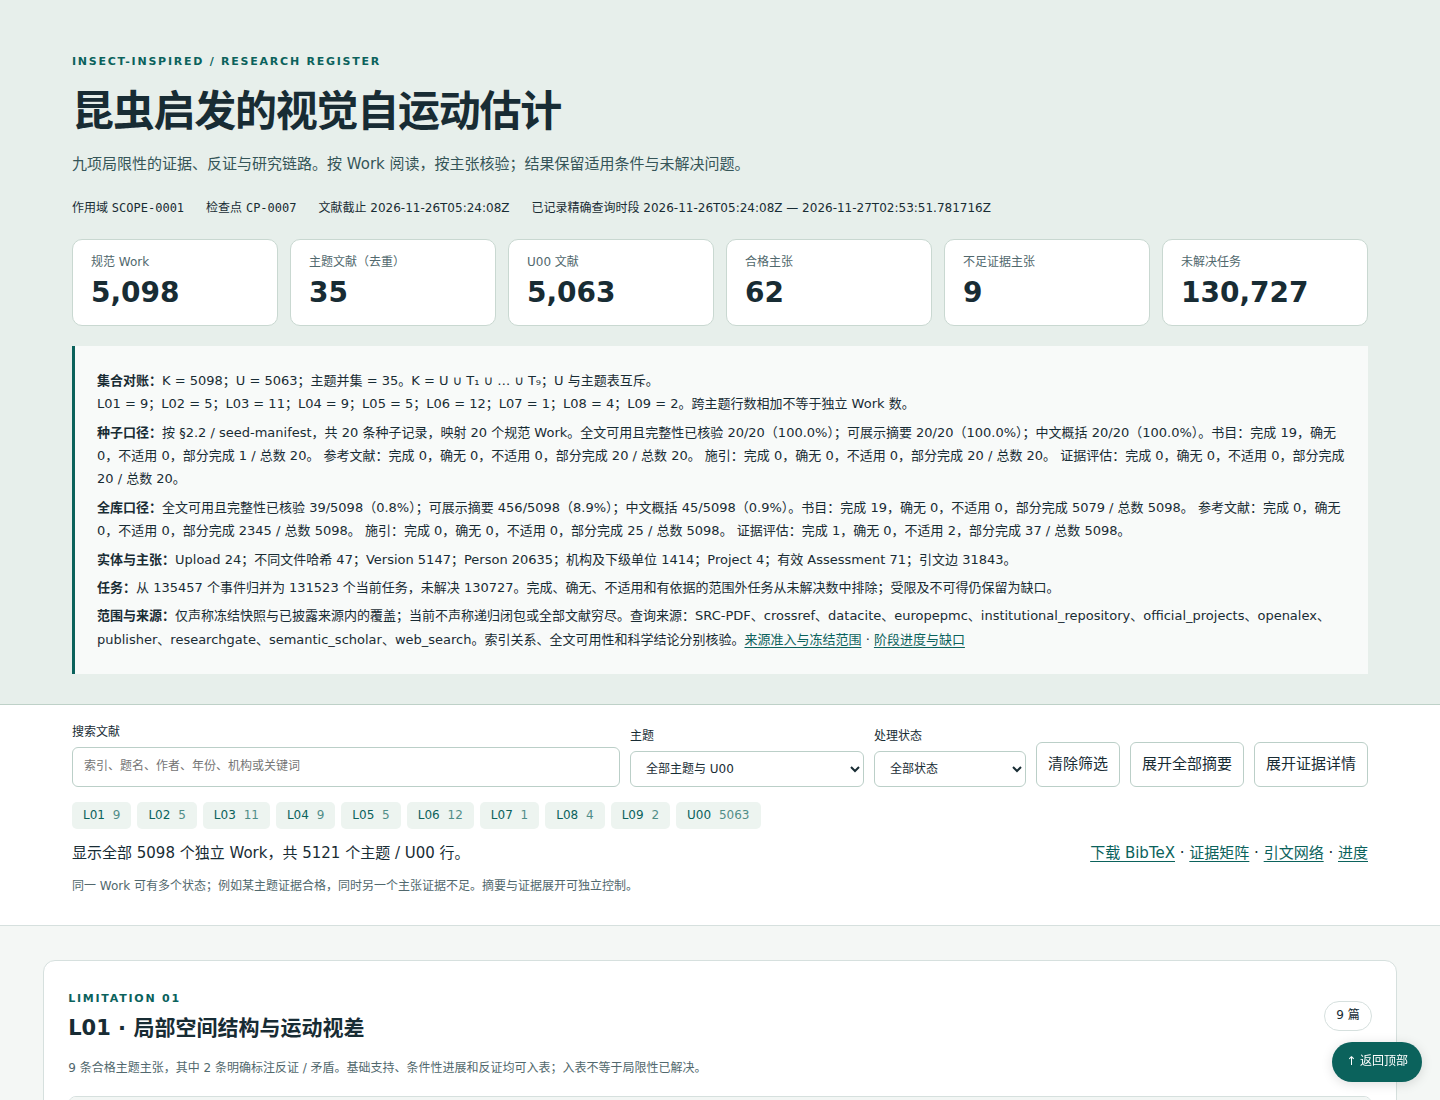 INSECT-INSPIRED / RESEARCH REGISTER
昆虫启发的视觉自运动估计
九项局限性的证据、反证与研究链路。按 Work 阅读，按主张核验；结果保留适用条件与未解决问题。
作用域 SCOPE-0001 检查点 CP-0007 文献截止 2026-11-26T05:24:08Z 已记录精确查询时段 2026-11-26T05:24:08Z — 2026-11-27T02:53:51.781716Z
规范 Work
5,098
主题文献（去重）
35
U00 文献
5,063
合格主张
62
不足证据主张
9
未解决任务
130,727
集合对账：K = 5098；U = 5063；主题并集 = 35。K = U ∪ T₁ ∪ … ∪ T₉；U 与主题表互斥。
L01 = 9；L02 = 5；L03 = 11；L04 = 9；L05 = 5；L06 = 12；L07 = 1；L08 = 4；L09 = 2。跨主题行数相加不等于独立 Work 数。
种子口径：按 §2.2 / seed-manifest，共 20 条种子记录，映射 20 个规范 Work。全文可用且完整性已核验 20/20（100.0%）；可展示摘要 20/20（100.0%）；中文概括 20/20（100.0%）。书目：完成 19，确无
0，不适用 0，部分完成 1 / 总数 20。 参考文献：完成 0，确无 0，不适用 0，部分完成 20 / 总数 20。 施引：完成 0，确无 0，不适用 0，部分完成 20 / 总数 20。 证据评估：完成 0，确无 0，不适用 0，部分完成
20 / 总数 20。
全库口径：全文可用且完整性已核验 39/5098（0.8%）；可展示摘要 456/5098（8.9%）；中文概括 45/5098（0.9%）。书目：完成 19，确无 0，不适用 0，部分完成 5079 / 总数 5098。 参考文献：完成 0，确无
0，不适用 0，部分完成 2345 / 总数 5098。 施引：完成 0，确无 0，不适用 0，部分完成 25 / 总数 5098。 证据评估：完成 1，确无 0，不适用 2，部分完成 37 / 总数 5098。
实体与主张：Upload 24；不同文件哈希 47；Version 5147；Person 20635；机构及下级单位 1414；Project 4；有效 Assessment 71；引文边 31843。
任务：从 135457 个事件归并为 131523 个当前任务，未解决 130727。完成、确无、不适用和有依据的范围外任务从未解决数中排除；受限及不可得仍保留为缺口。
范围与来源：仅声称冻结快照与已披露来源内的覆盖；当前不声称递归闭包或全部文献穷尽。查询来源：SRC-PDF、crossref、datacite、europepmc、institutional_repository、official_projects、openalex、
publisher、researchgate、semantic_scholar、web_search。索引关系、全文可用性和科学结论分别核验。来源准入与冻结范围 · 阶段进度与缺口
搜索文献
索引、题名、作者、年份、机构或关键词
主题
全部主题与 U00
处理状态
全部状态
清除筛选
展开全部摘要
展开证据详情
L01 9 L02 5 L03 11 L04 9 L05 5 L06 12 L07 1 L08 4 L09 2 U00 5063
显示全部 5098 个独立 Work，共 5121 个主题 / U00 行。
下载 BibTeX · 证据矩阵 · 引文网络 · 进度
同一 Work 可有多个状态；例如某主题证据合格，同时另一个主张证据不足。摘要与证据展开可独立控制。
LIMITATION 01
L01 · 局部空间结构与运动视差
9 篇
9 条合格主题主张，其中 2 条明确标注反证 / 矛盾。基础支持、条件性进展和反证均可入表；入表不等于局限性已解决。
↑ 返回顶部